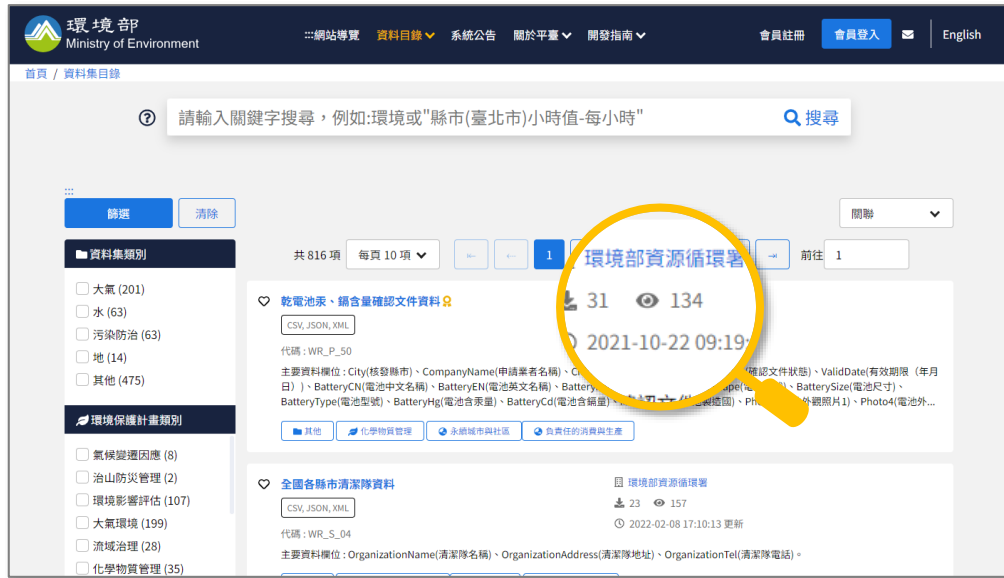 環境部
Ministry of Environment
:::網站導覽 資料目錄 系統公告 關於平臺 開發指南 會員註冊 會員登入 English
首頁 / 資料集目錄
請輸入關鍵字搜尋，例如:環境或"縣市(臺北市)小時值-每小時" 搜尋
:::
篩選 清除 關聯
資料集類別
大氣 (201)
水 (63)
污染防治 (63)
地 (14)
其他 (475)
環境保護計畫類別
氣候變遷因應 (8)
治山防災管理 (2)
環境影響評估 (107)
大氣環境 (199)
流域治理 (28)
化學物質管理 (35)
共 816 項 每頁 10 項 1 前往 1
乾電池汞、鎘含量確認文件資料
環境部資源循環署
31 134
2021-10-22 09:19:
CSV, JSON, XML
代碼 : WR_P_50
主要資料欄位 : City(核發縣市)、CompanyName(申請業者名稱)、 確認文件狀態)、ValidDate(有效期限（年月
日）)、BatteryCN(電池中文名稱)、BatteryEN(電池英文名稱)、 BatterySize(電池尺寸)、
BatteryType(電池型號)、BatteryHg(電池含汞量)、BatteryCd(電池含鎘量) 外觀照片1)、Photo4(電池外...
其他 化學物質管理 永續城市與社區 負責任的消費與生產
全國各縣市清潔隊資料
環境部資源循環署
23 157
2022-02-08 17:10:13 更新
CSV, JSON, XML
代碼 : WR_S_04
主要資料欄位 : OrganizationName(清潔隊名稱)、OrganizationAddress(清潔隊地址)、OrganizationTel(清潔隊電話)。